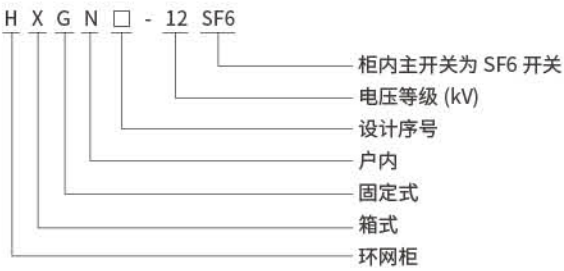 H X G N □ - 12 SF6
柜内主开关为 SF6 开关
电压等级 (kV)
设计序号
户内
固定式
箱式
环网柜